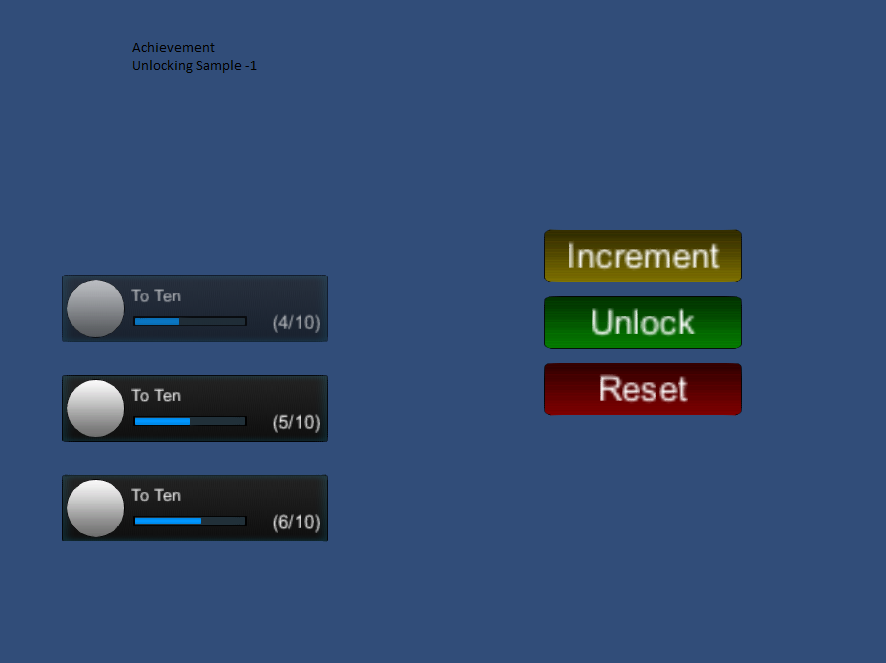 Achievement
Unlocking Sample -1
To Ten
(4/10)
To Ten
(5/10)
To Ten
(6/10)
Increment
Unlock
Reset